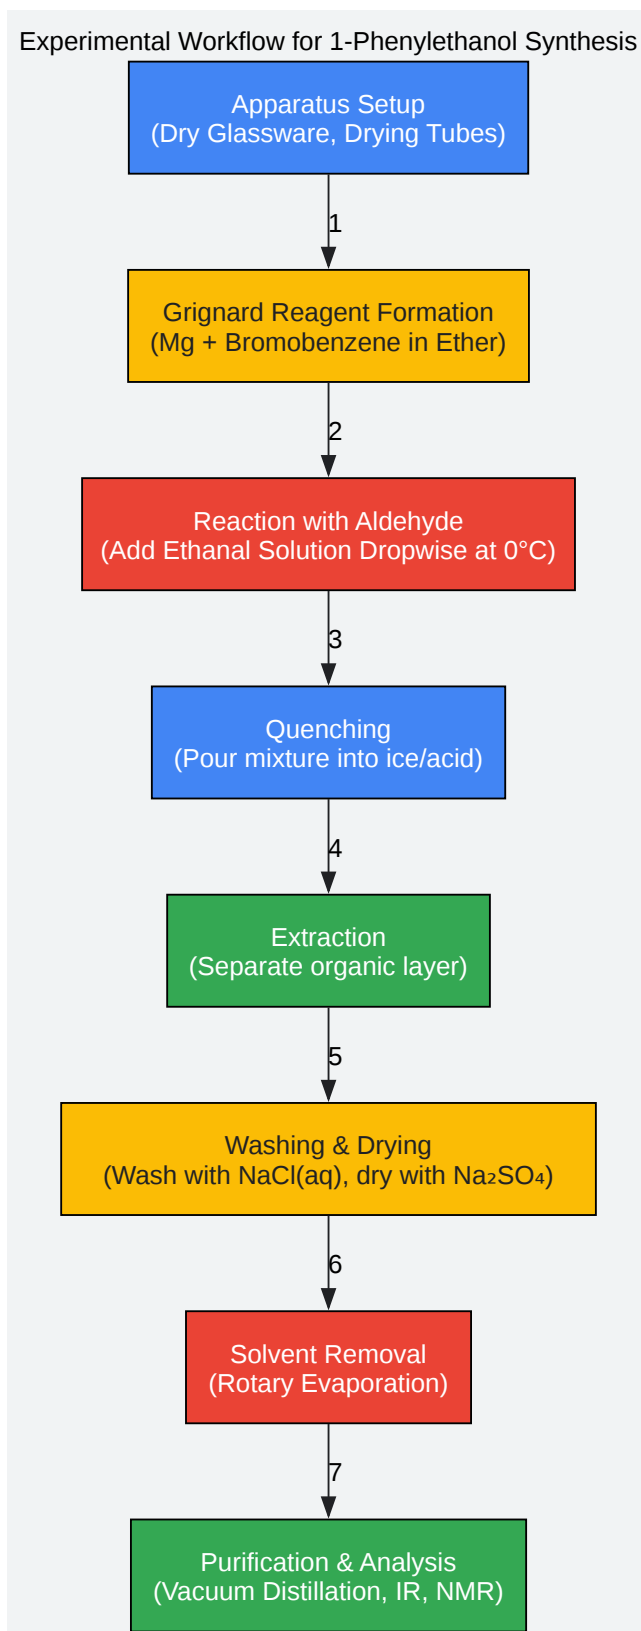 Experimental Workflow for 1-Phenylethanol Synthesis
Apparatus Setup
(Dry Glassware, Drying Tubes)
1
Grignard Reagent Formation
(Mg + Bromobenzene in Ether)
2
Reaction with Aldehyde
(Add Ethanal Solution Dropwise at 0°C)
3
Quenching
(Pour mixture into ice/acid)
4
Extraction
(Separate organic layer)
5
Washing & Drying
(Wash with NaCl(aq), dry with Na₂SO₄)
6
Solvent Removal
(Rotary Evaporation)
7
Purification & Analysis
(Vacuum Distillation, IR, NMR)